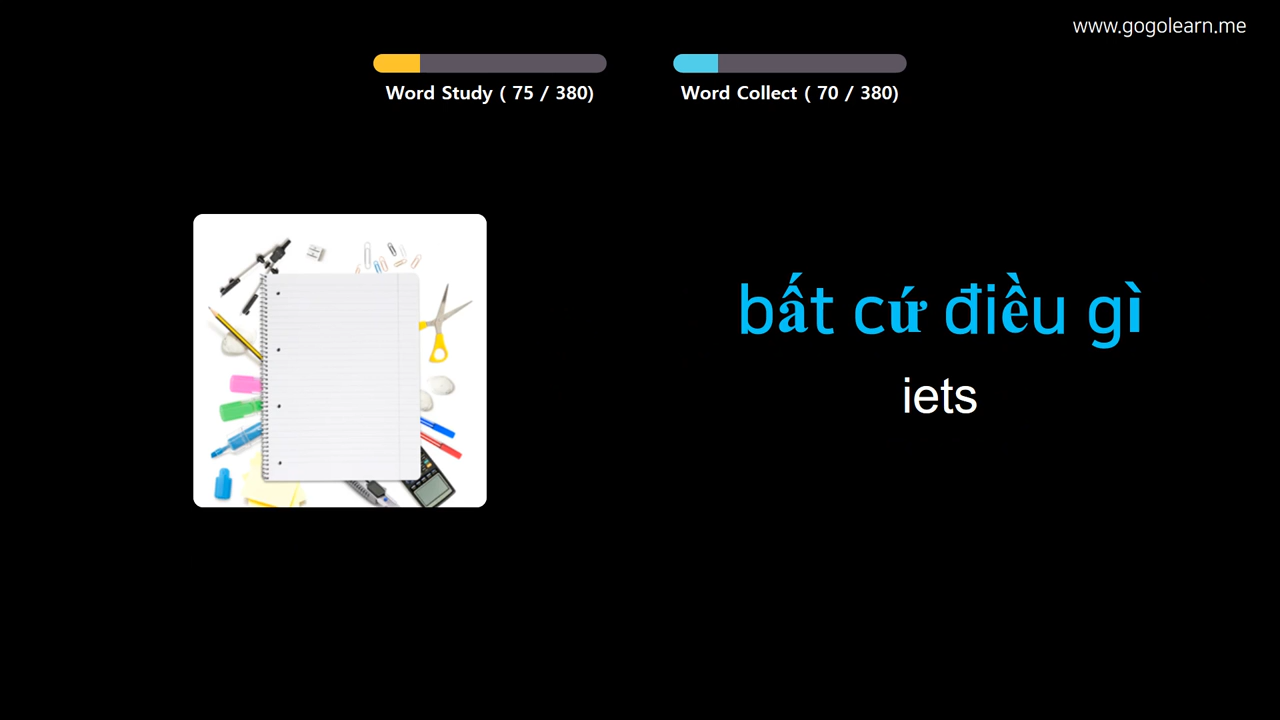 www.gogolearn.me
Word Study ( 75 / 380)
Word Collect ( 70 / 380)
bất cứ điều gì
iets